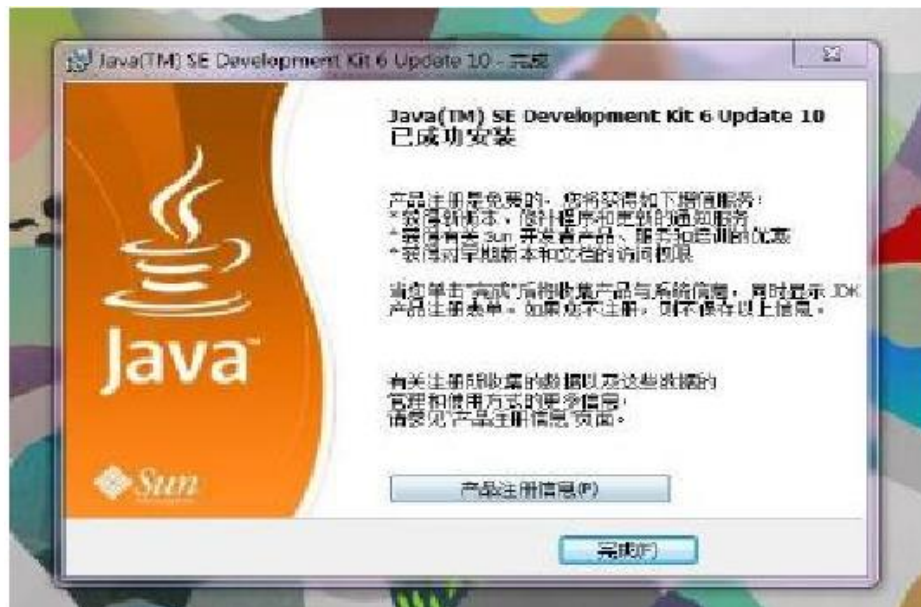 Java(TM) SE Development Kit 6 Update 10 - 完成
Java(TM) SE Development Kit 6 Update 10
已成功安装
产品注册是免费的，您将获得如下增值服务：
*获得新版本、修补程序和更新的通知服务
*获得有关 Sun 开发者产品、服务和培训的优惠
*获得对早期版本和文档的访问权限
当您单击“完成”后将收集产品与系统信息，同时显示 JDK
产品注册表单。如果您不注册，则不保存以上信息。
有关注册所收集的数据以及这些数据的
管理和使用方式的更多信息，
请参见“产品注册信息”页面。
Java
Sun
产品注册信息(P)
完成(F)